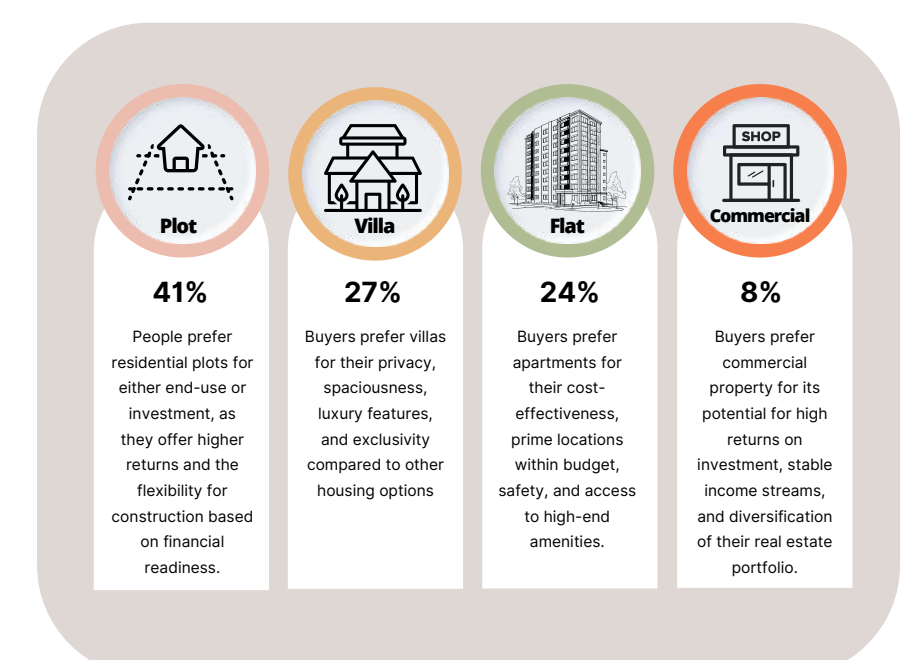 Plot
41%
People prefer
residential plots for
either end-use or
investment, as
they offer higher
returns and the
flexibility for
construction based
on financial
readiness.
Villa
27%
Buyers prefer villas
for their privacy,
spaciousness,
luxury features,
and exclusivity
compared to other
housing options
Flat
24%
Buyers prefer
apartments for
their cost-
effectiveness,
prime locations
within budget,
safety, and access
to high-end
amenities.
SHOP
Commercial
8%
Buyers prefer
commercial
property for its
potential for high
returns on
investment, stable
income streams,
and diversification
of their real estate
portfolio.